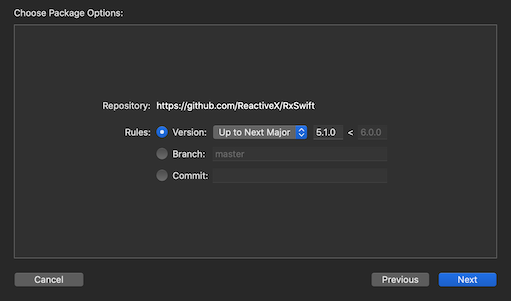 Choose Package Options:
Repository: https://github.com/ReactiveX/RxSwift
Rules: Version: Up to Next Major 5.1.0 < 6.0.0
Branch: master
Commit:
Cancel Previous Next